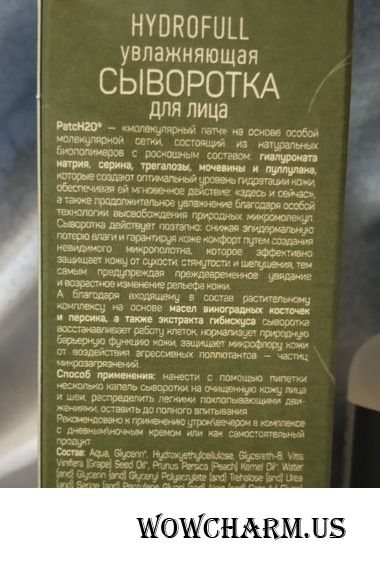 HYDROFULL
увлажняющая
СЫВОРОТКА
для лица
PatcH2O® — «молекулярный патч» на основе особой
молекулярной сетки, состоящий из натуральных
биополимеров с роскошным составом: гиалуроната
натрия, серина, трегалозы, мочевины и пуллулана,
которые создают оптимальный уровень гидратации кожи,
обеспечивая ей мгновенное действие «здесь и сейчас»,
а также продолжительное увлажнение благодаря особой
технологии высвобождения природных микромолекул.
Сыворотка действует поэтапно: снижая эпидермальную
потерю влаги и гарантируя коже комфорт путем создания
невидимого микрополотна, которое эффективно
защищает кожу от сухости, стянутости и шелушения, тем
самым предупреждая преждевременное увядание
и возрастное изменение рельефа кожи.
А благодаря входящему в состав растительному
комплексу на основе масел виноградных косточек
и персика, а также экстракта гибискуса сыворотка
восстанавливает работу клеток, нормализует природную
барьерную функцию кожи, защищает микрофлору кожи
от воздействия агрессивных поллютантов — частиц
микрозагрязнений.
Способ применения: нанести с помощью пипетки
несколько капель сыворотки на очищенную кожу лица
и шеи, распределить легкими похлопывающими дви-
жениями, оставить до полного впитывания.
Рекомендовано к применению утром\вечером в комплексе
с дневным\ночным кремом или как самостоятельный
продукт
Состав: Aqua, Glycerin*, Hydroxyethylcellulose, Glycereth-8, Vitis
Vinifera (Grape) Seed Oil*, Prunus Persica (Peach) Kernel Oil*, Water
(and) Glycerin (and) Glyceryl Polyacrylate (and) Trehalose (and) Urea
(and) Serine (and)
WOWCHARM.US